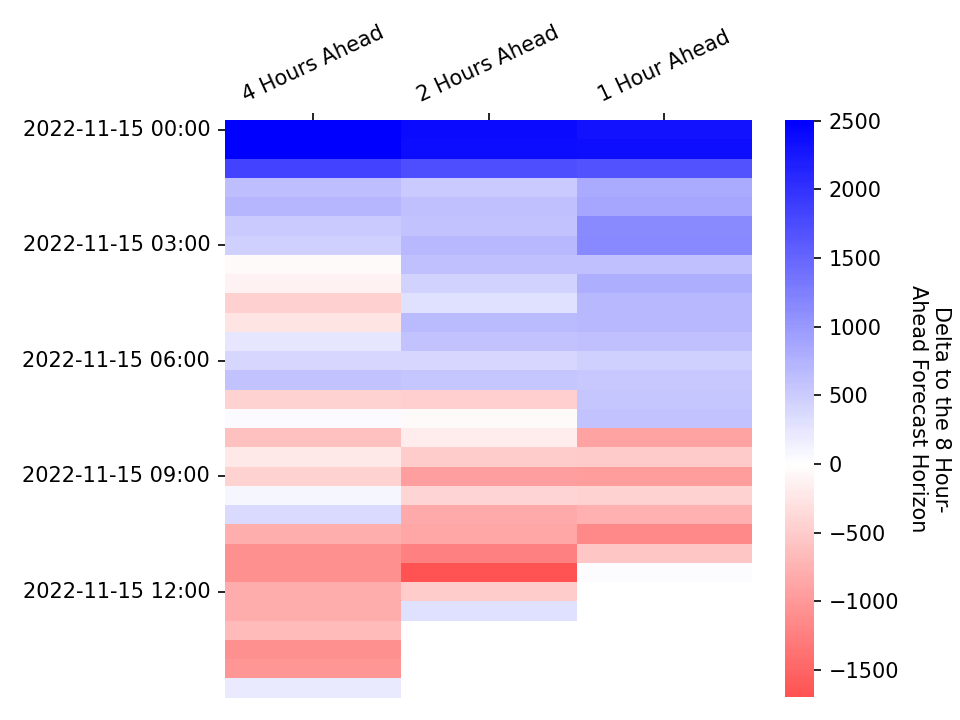 4 Hours Ahead
2 Hours Ahead
1 Hour Ahead
2022-11-15 00:00
2022-11-15 03:00
2022-11-15 06:00
2022-11-15 09:00
2022-11-15 12:00
2500
2000
1500
1000
500
0
−500
−1000
−1500
Delta to the 8 Hour-
Ahead Forecast Horizon